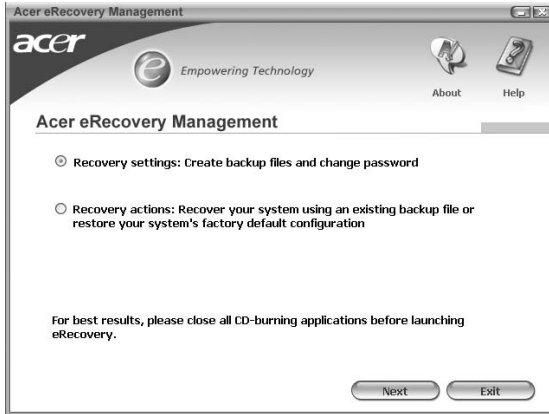 Acer eRecovery Management
acer
e Empowering Technology
About Help
Acer eRecovery Management
Recovery settings: Create backup files and change password
Recovery actions: Recover your system using an existing backup file or
restore your system's factory default configuration
For best results, please close all CD-burning applications before launching
eRecovery.
Next Exit